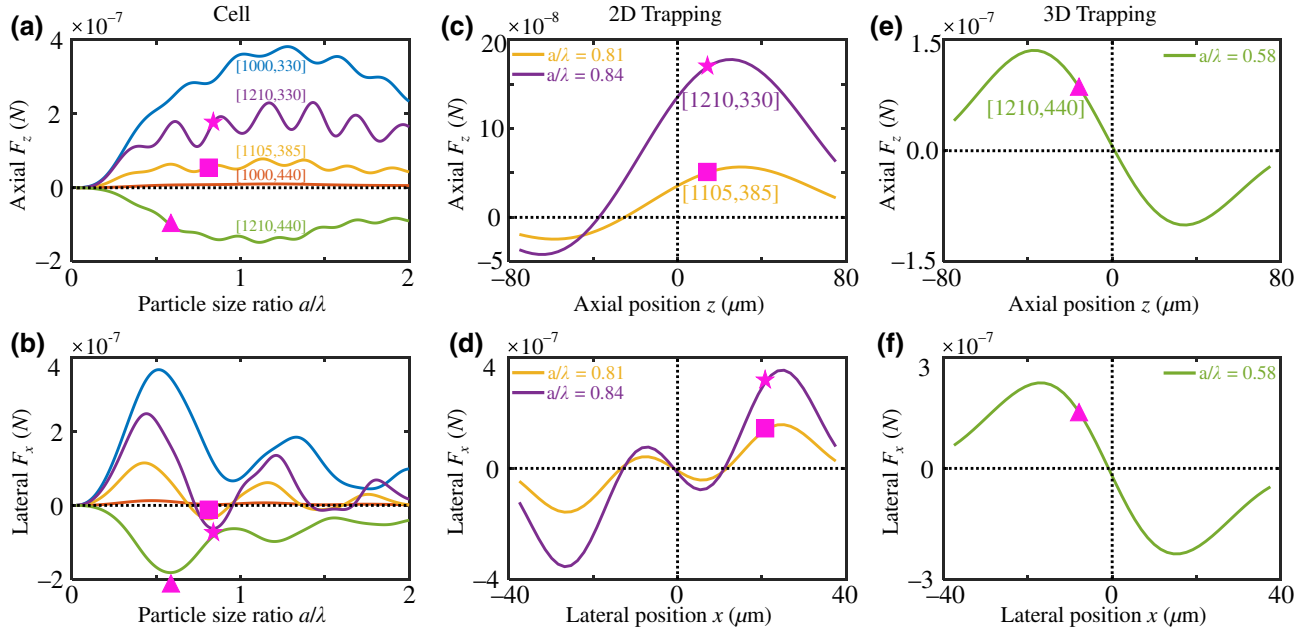 Cell
2D Trapping
3D Trapping
(a)
×10⁻⁷
4
2
0
−2
Axial F_z (N)
[1000,330]
[1210,330]
[1105,385]
[1000,440]
[1210,440]
0
1
2
Particle size ratio a/λ
(c)
×10⁻⁸
20
10
0
−5
Axial F_z (N)
a/λ = 0.81
a/λ = 0.84
[1210,330]
[1105,385]
−80
0
80
Axial position z (μm)
(e)
×10⁻⁷
1.5
0.0
−1.5
Axial F_z (N)
a/λ = 0.58
[1210,440]
−80
0
80
Axial position z (μm)
(b)
×10⁻⁷
4
2
0
−2
Lateral F_x (N)
0
1
2
Particle size ratio a/λ
(d)
×10⁻⁷
4
0
−4
Lateral F_x (N)
a/λ = 0.81
a/λ = 0.84
−40
0
40
Lateral position x (μm)
(f)
×10⁻⁷
3
0
−3
Lateral F_x (N)
a/λ = 0.58
−40
0
40
Lateral position x (μm)